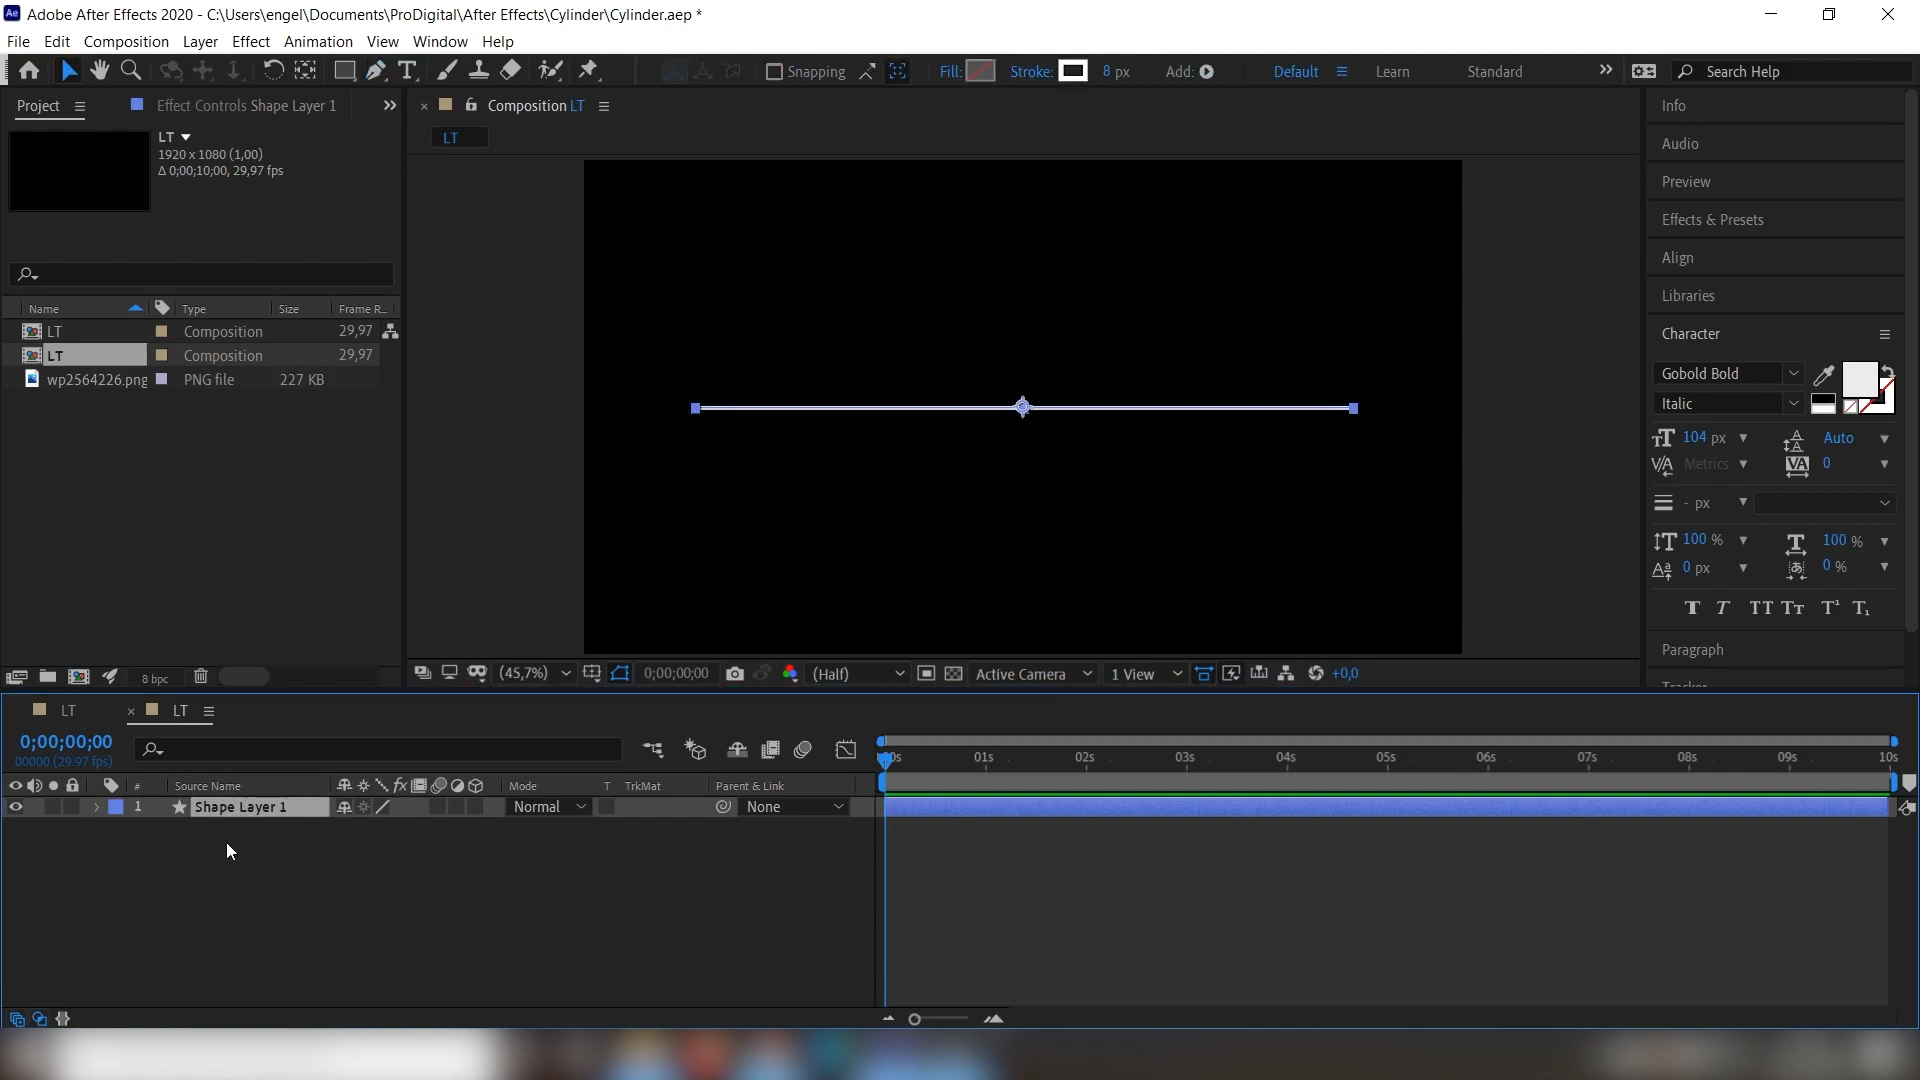 Ae Adobe After Effects 2020 - C:\Users\engel\Documents\ProDigital\After Effects\Cylinder\Cylinder.aep *
File Edit Composition Layer Effect Animation View Window Help
Snapping Fill: Stroke: 8 px Add: Default Learn Standard Search Help
Project Effect Controls Shape Layer 1 Composition LT Info
LT
LT
1920 x 1080 (1,00)
Δ 0;00;10;00, 29,97 fps
Audio
Preview
Effects & Presets
Align
Libraries
Name Type Size Frame R...
LT Composition 29,97
LT Composition 29,97
wp2564226.png PNG file 227 KB
Character
Gobold Bold
Italic
104 px Auto
Metrics 0
- px
100 % 100 %
0 px 0 %
T T TT Tᴛ T¹ T₁
Paragraph
8 bpc (45,7%) 0;00;00;00 (Half) Active Camera 1 View +0,0
LT LT
0;00;00;00
00000 (29.97 fps)
01s 02s 03s 04s 05s 06s 07s 08s 09s 10s
# Source Name fx Mode T TrkMat Parent & Link
1 Shape Layer 1 Normal None